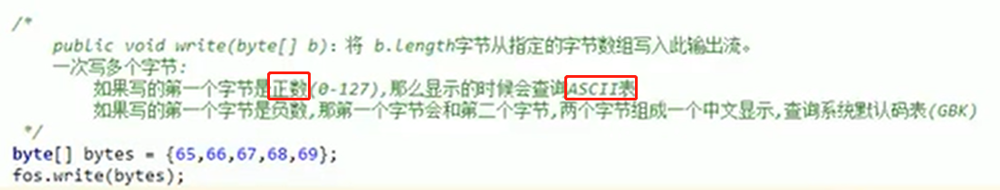 /*
public void write(byte[] b)：将 b.length字节从指定的字节数组写入此输出流。
一次写多个字节:
如果写的第一个字节是正数(0-127),那么显示的时候会查询ASCII表
如果写的第一个字节是负数,那第一个字节会和第二个字节,两个字节组成一个中文显示,查询系统默认码表(GBK)
*/
byte[] bytes = {65,66,67,68,69};
fos.write(bytes);